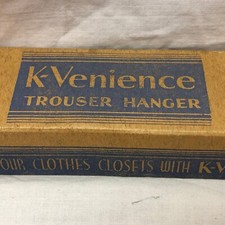 K-Venience
TROUSER HANGER
OUR CLOTHES CLOSETS WITH K-V